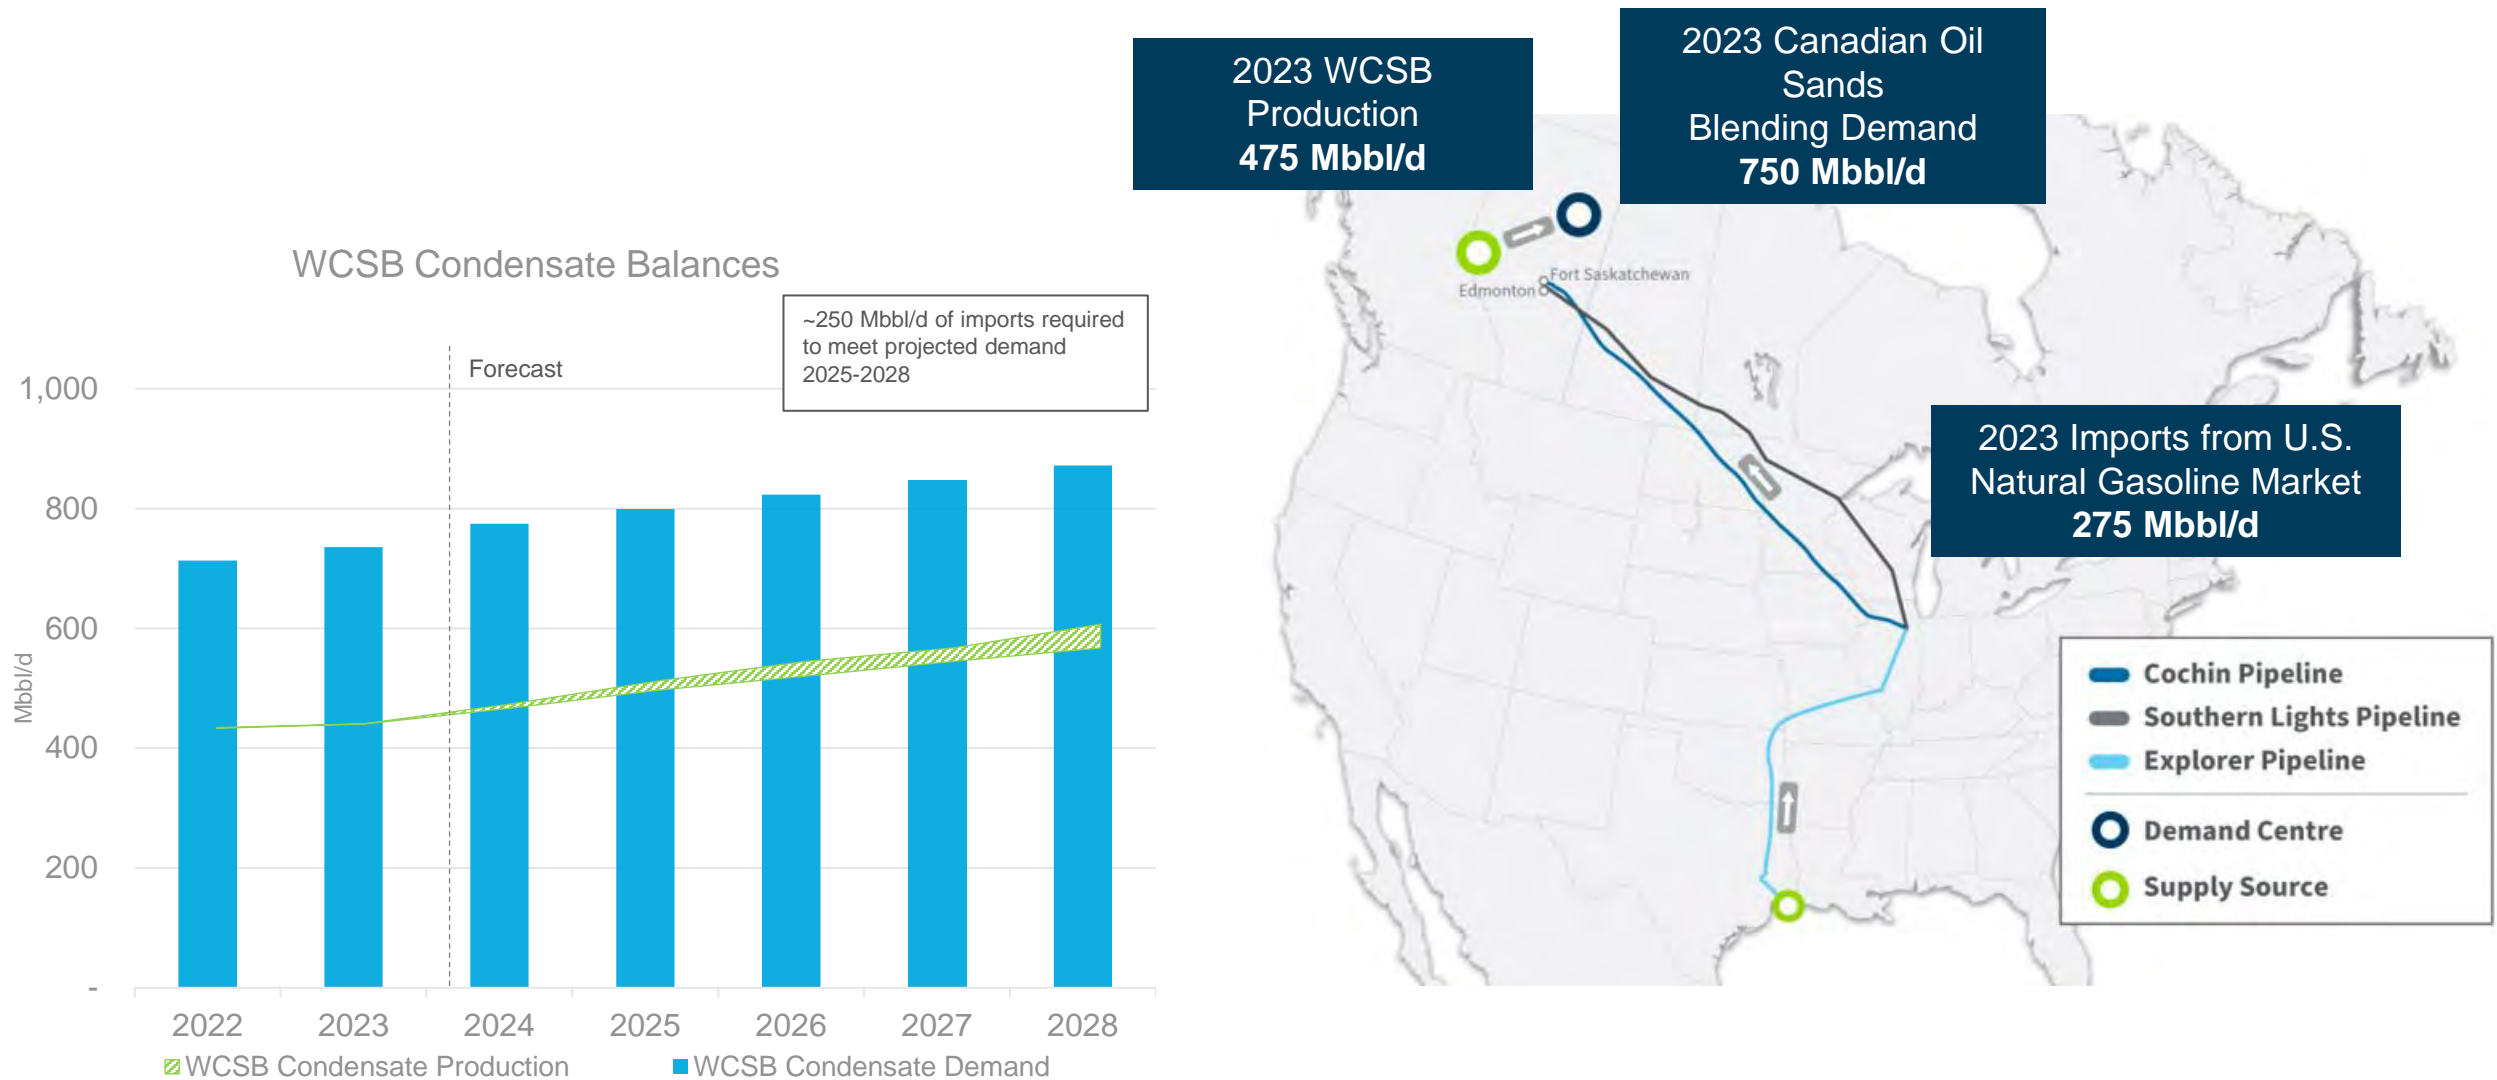 WCSB Condensate Balances
~250 Mbbl/d of imports required
to meet projected demand
2025-2028
Forecast
1,000
800
600
400
200
-
Mbbl/d
2022
2023
2024
2025
2026
2027
2028
WCSB Condensate Production
WCSB Condensate Demand
2023 WCSB
Production
475 Mbbl/d
2023 Canadian Oil
Sands
Blending Demand
750 Mbbl/d
Fort Saskatchewan
Edmonton
2023 Imports from U.S.
Natural Gasoline Market
275 Mbbl/d
Cochin Pipeline
Southern Lights Pipeline
Explorer Pipeline
Demand Centre
Supply Source